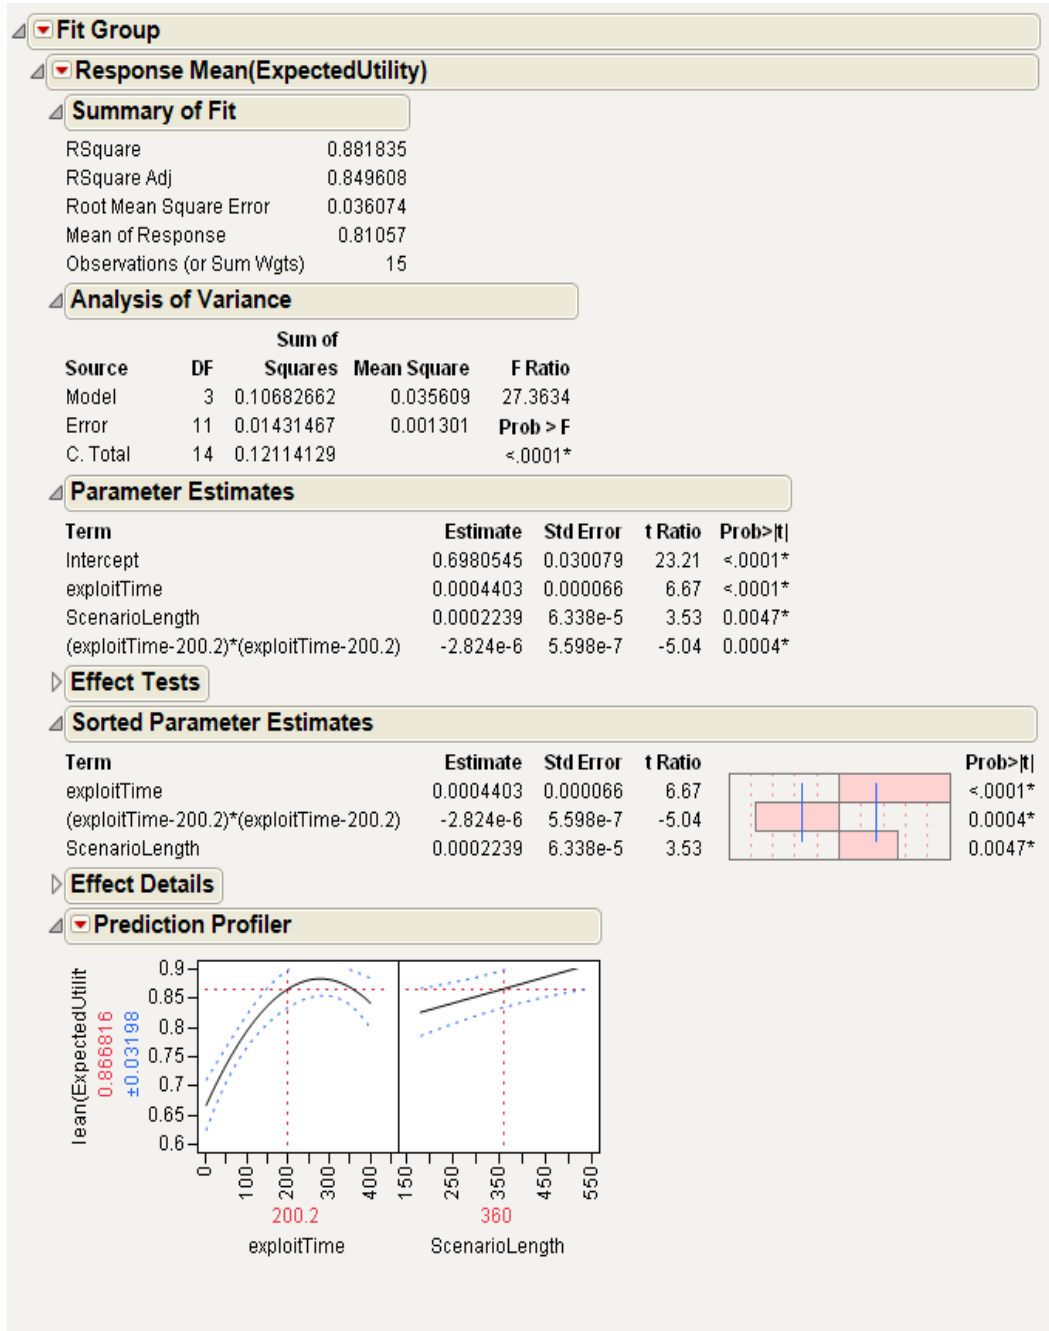 Fit Group
Response Mean(ExpectedUtility)
Summary of Fit
RSquare 0.881835
RSquare Adj 0.849608
Root Mean Square Error 0.036074
Mean of Response 0.81057
Observations (or Sum Wgts) 15
Analysis of Variance
Sum of
Source DF Squares Mean Square F Ratio
Model 3 0.10682662 0.035609 27.3634
Error 11 0.01431467 0.001301 Prob > F
C. Total 14 0.12114129 <.0001*
Parameter Estimates
Term Estimate Std Error t Ratio Prob>|t|
Intercept 0.6980545 0.030079 23.21 <.0001*
exploitTime 0.0004403 0.000066 6.67 <.0001*
ScenarioLength 0.0002239 6.338e-5 3.53 0.0047*
(exploitTime-200.2)*(exploitTime-200.2) -2.824e-6 5.598e-7 -5.04 0.0004*
Effect Tests
Sorted Parameter Estimates
Term Estimate Std Error t Ratio Prob>|t|
exploitTime 0.0004403 0.000066 6.67 <.0001*
(exploitTime-200.2)*(exploitTime-200.2) -2.824e-6 5.598e-7 -5.04 0.0004*
ScenarioLength 0.0002239 6.338e-5 3.53 0.0047*
Effect Details
Prediction Profiler
lean(ExpectedUtilit
0.866816
±0.03198
0.9
0.85
0.8
0.75
0.7
0.65
0.6
0 100 200 300 400 150 250 350 450 550
200.2 360
exploitTime ScenarioLength